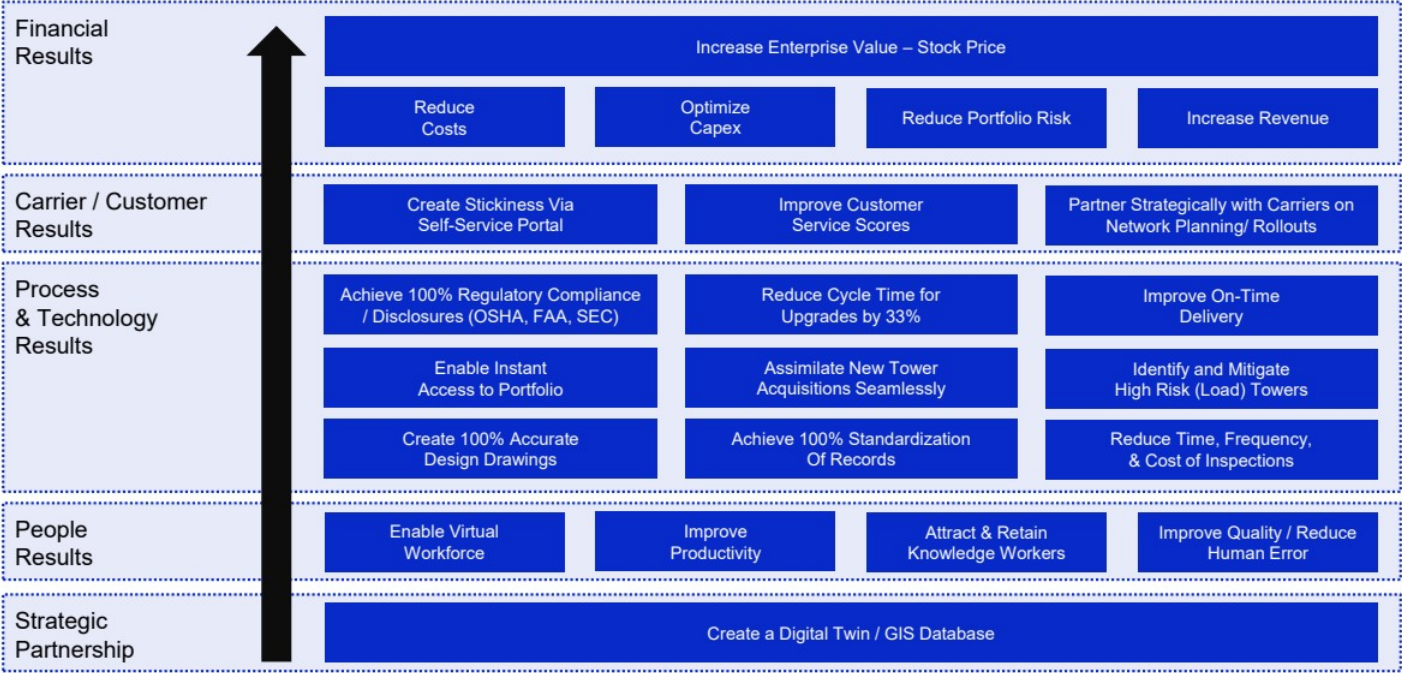 Financial
Results
Increase Enterprise Value – Stock Price
Reduce
Costs
Optimize
Capex
Reduce Portfolio Risk
Increase Revenue
Carrier / Customer
Results
Create Stickiness Via
Self-Service Portal
Improve Customer
Service Scores
Partner Strategically with Carriers on
Network Planning/ Rollouts
Process
& Technology
Results
Achieve 100% Regulatory Compliance
/ Disclosures (OSHA, FAA, SEC)
Reduce Cycle Time for
Upgrades by 33%
Improve On-Time
Delivery
Enable Instant
Access to Portfolio
Assimilate New Tower
Acquisitions Seamlessly
Identify and Mitigate
High Risk (Load) Towers
Create 100% Accurate
Design Drawings
Achieve 100% Standardization
Of Records
Reduce Time, Frequency,
& Cost of Inspections
People
Results
Enable Virtual
Workforce
Improve
Productivity
Attract & Retain
Knowledge Workers
Improve Quality / Reduce
Human Error
Strategic
Partnership
Create a Digital Twin / GIS Database